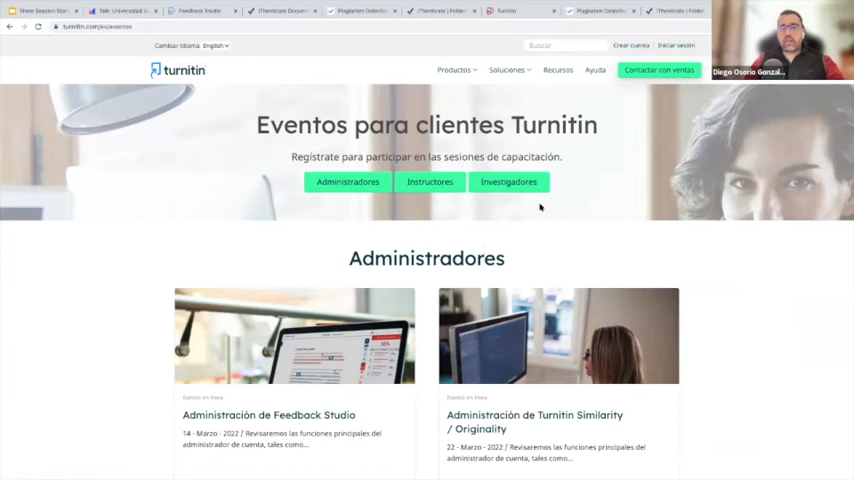 Share Session Stan
Talk: Universidad A
Feedback Studio
iThenticate Docum
Plagiarism Detectio
iThenticate | Folder
Turnitin
Plagiarism Detectio
iThenticate | Folder
turnitin.com/es/eventos
Cambiar idioma English
Buscar
Crear cuenta
Iniciar sesión
turnitin
Productos
Soluciones
Recursos
Ayuda
Contactar con ventas
Diego Osorio Gonzal...
Eventos para clientes Turnitin
Regístrate para participar en las sesiones de capacitación.
Administradores
Instructores
Investigadores
Administradores
Evento en línea
Administración de Feedback Studio
14 - Marzo - 2022 / Revisaremos las funciones principales del
administrador de cuenta, tales como...
Evento en línea
Administración de Turnitin Similarity
/ Originality
22 - Marzo - 2022 / Revisaremos las funciones principales del
administrador de cuenta, tales como...